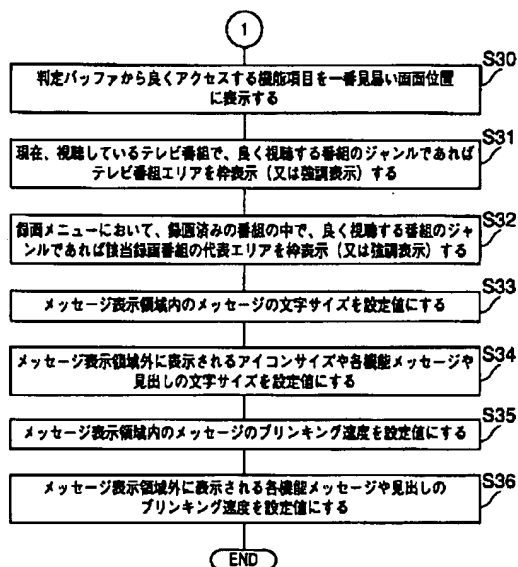 1
S30
判定バッファから良くアクセスする機能項目を一番見易い画面位置
に表示する
S31
現在、視聴しているテレビ番組で、良く視聴する番組のジャンルであれば
テレビ番組エリアを枠表示（又は強調表示）する
S32
録画メニューにおいて、録画済みの番組の中で、良く視聴する番組のジャ
ンルであれば該当録画番組の代表エリアを枠表示（又は強調表示）する
S33
メッセージ表示領域内のメッセージの文字サイズを設定値にする
S34
メッセージ表示領域外に表示されるアイコンサイズや各機能メッセージや
見出しの文字サイズを設定値にする
S35
メッセージ表示領域内のメッセージのブリンキング速度を設定値にする
S36
メッセージ表示領域外に表示される各機能メッセージや見出しの
ブリンキング速度を設定値にする
END